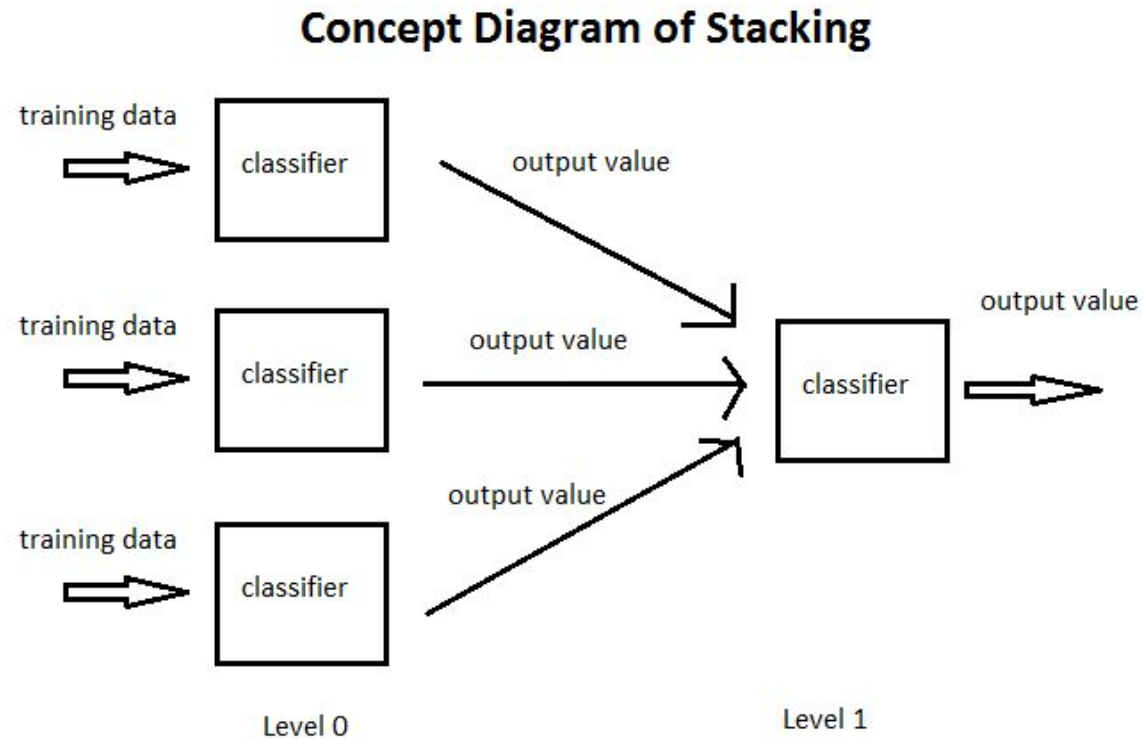 Concept Diagram of Stacking
training data
classifier
output value
training data
classifier
output value
classifier
output value
training data
classifier
output value
Level 0
Level 1